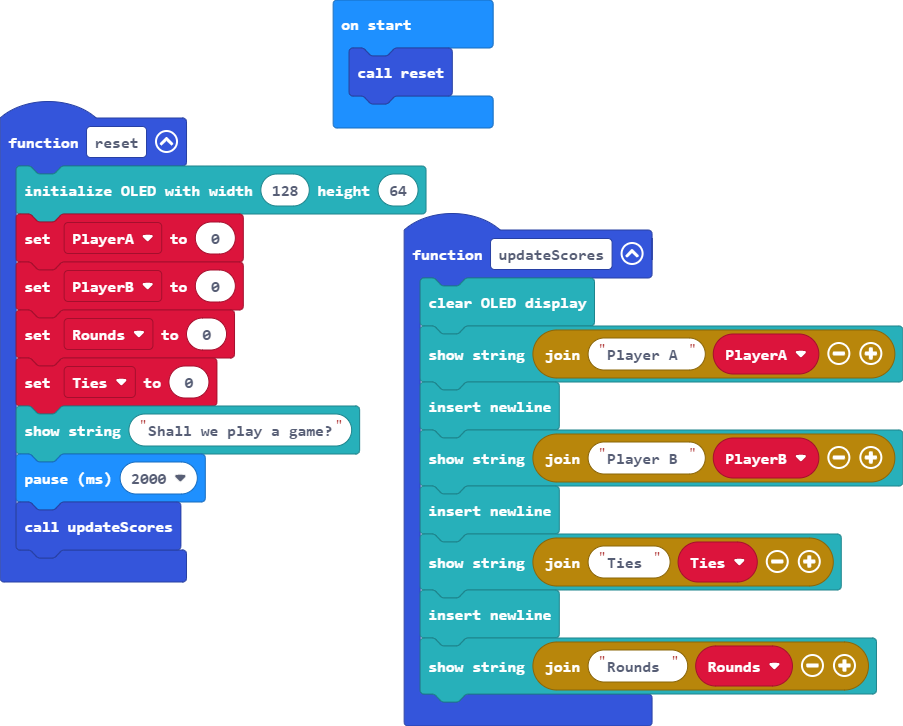 on start
call reset
function reset
initialize OLED with width 128 height 64
set PlayerA to 0
set PlayerB to 0
set Rounds to 0
set Ties to 0
show string "Shall we play a game?"
pause (ms) 2000
call updateScores
function updateScores
clear OLED display
show string join "Player A " PlayerA
insert newline
show string join "Player B " PlayerB
insert newline
show string join "Ties " Ties
insert newline
show string join "Rounds " Rounds